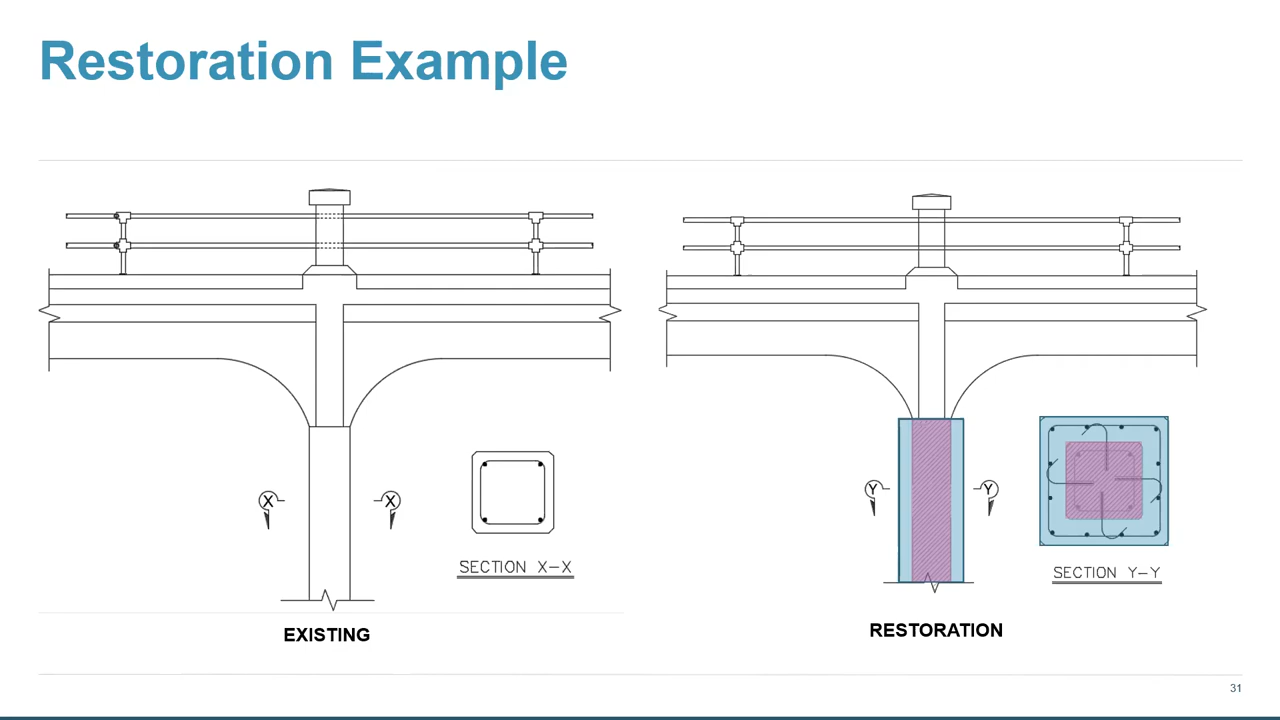 Restoration Example
X
X
SECTION X-X
EXISTING
Y
Y
SECTION Y-Y
RESTORATION
31